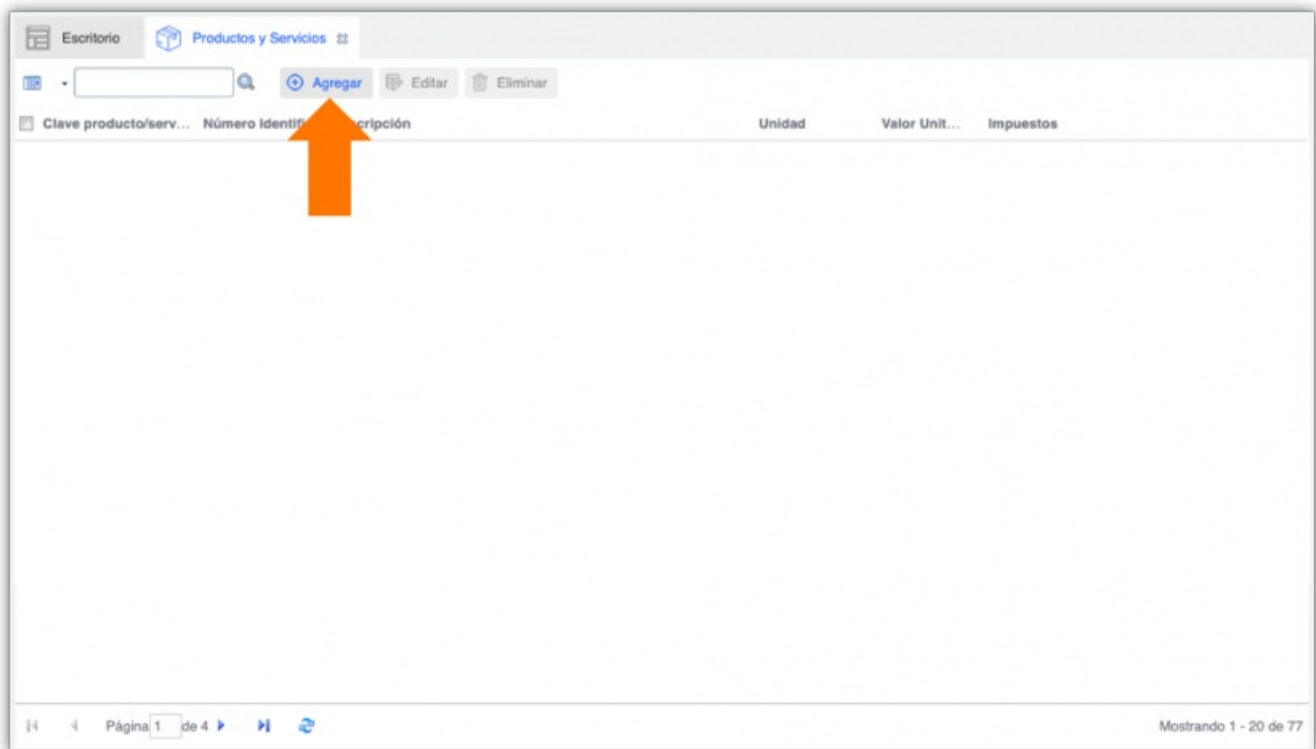 Escritorio Productos y Servicios
Agregar Editar Eliminar
Clave producto/serv... Número Identifi cripción Unidad Valor Unit... Impuestos
Página 1 de 4 Mostrando 1 - 20 de 77